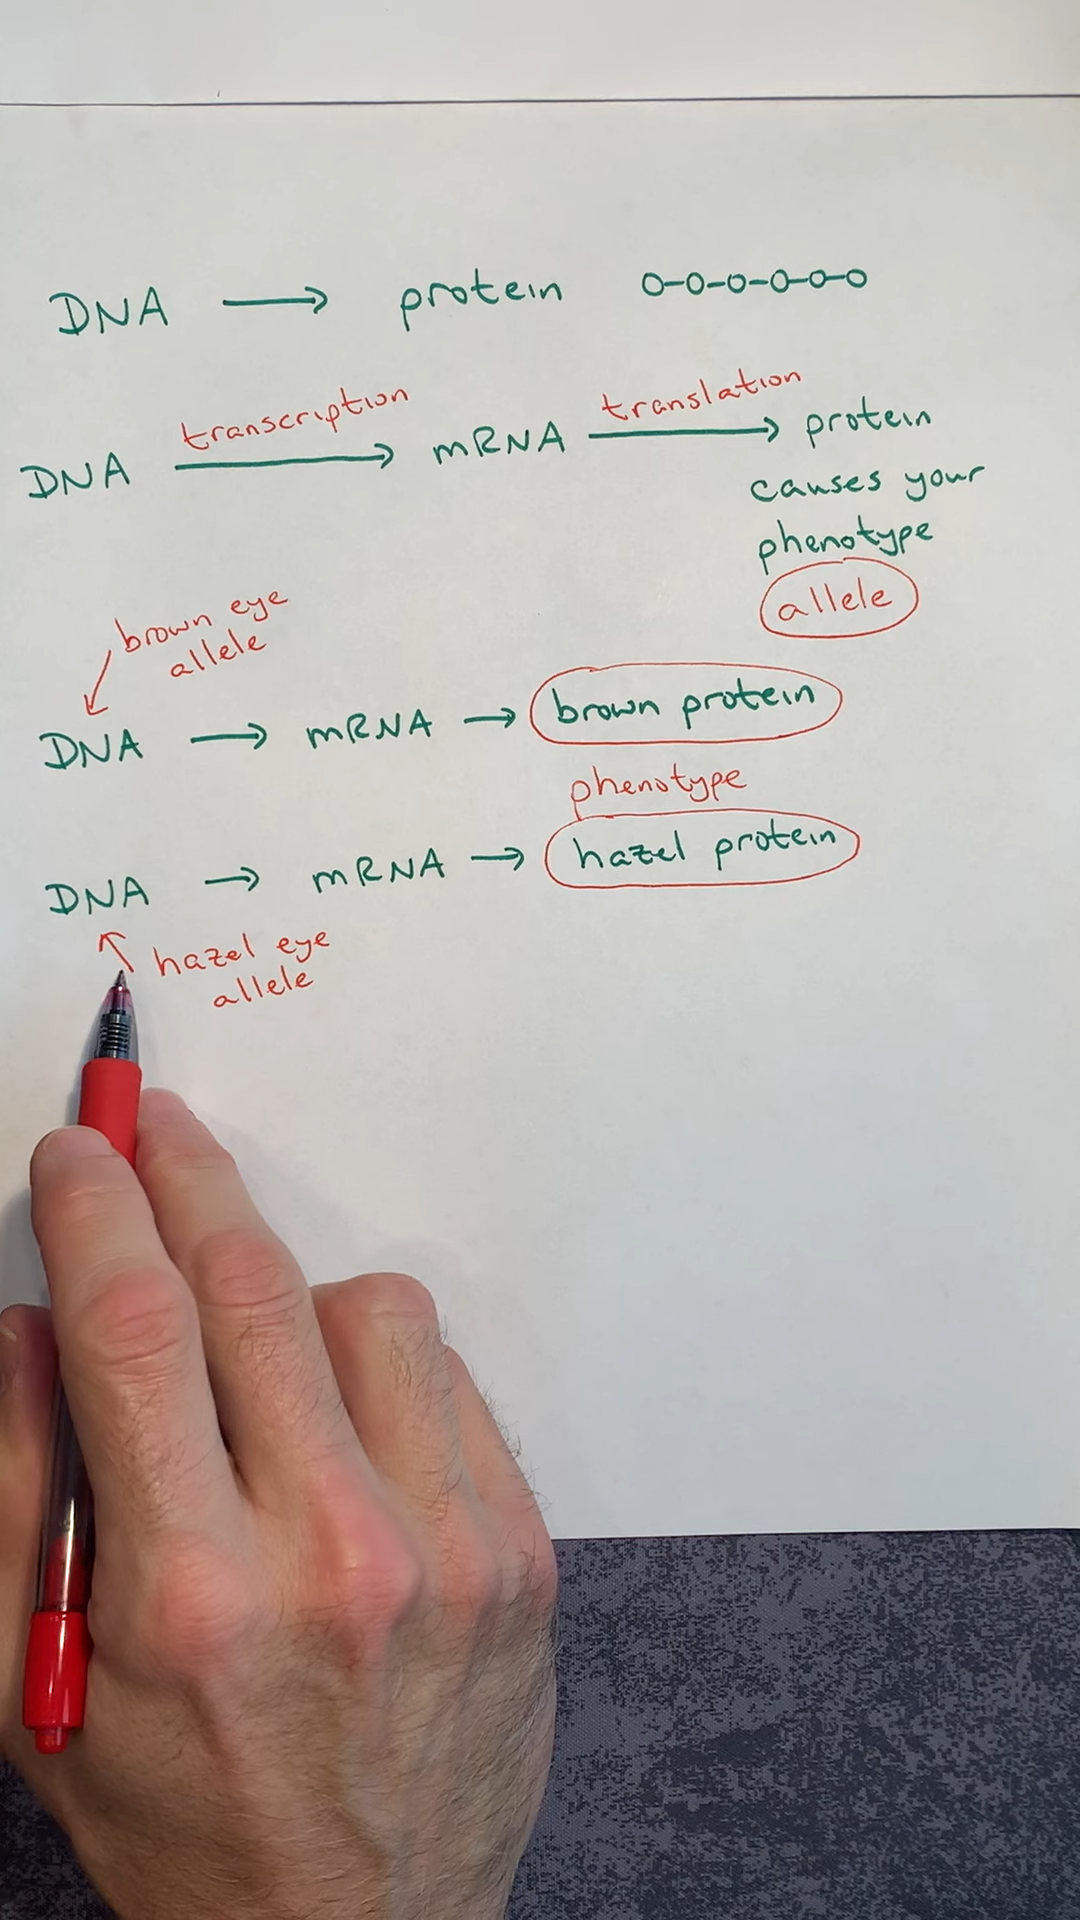 DNA → protein o-o-o-o-o-o
transcription translation
DNA → mRNA → protein
causes your
phenotype
allele
brown eye
allele
DNA → mRNA → brown protein
phenotype
DNA → mRNA → hazel protein
hazel eye
allele